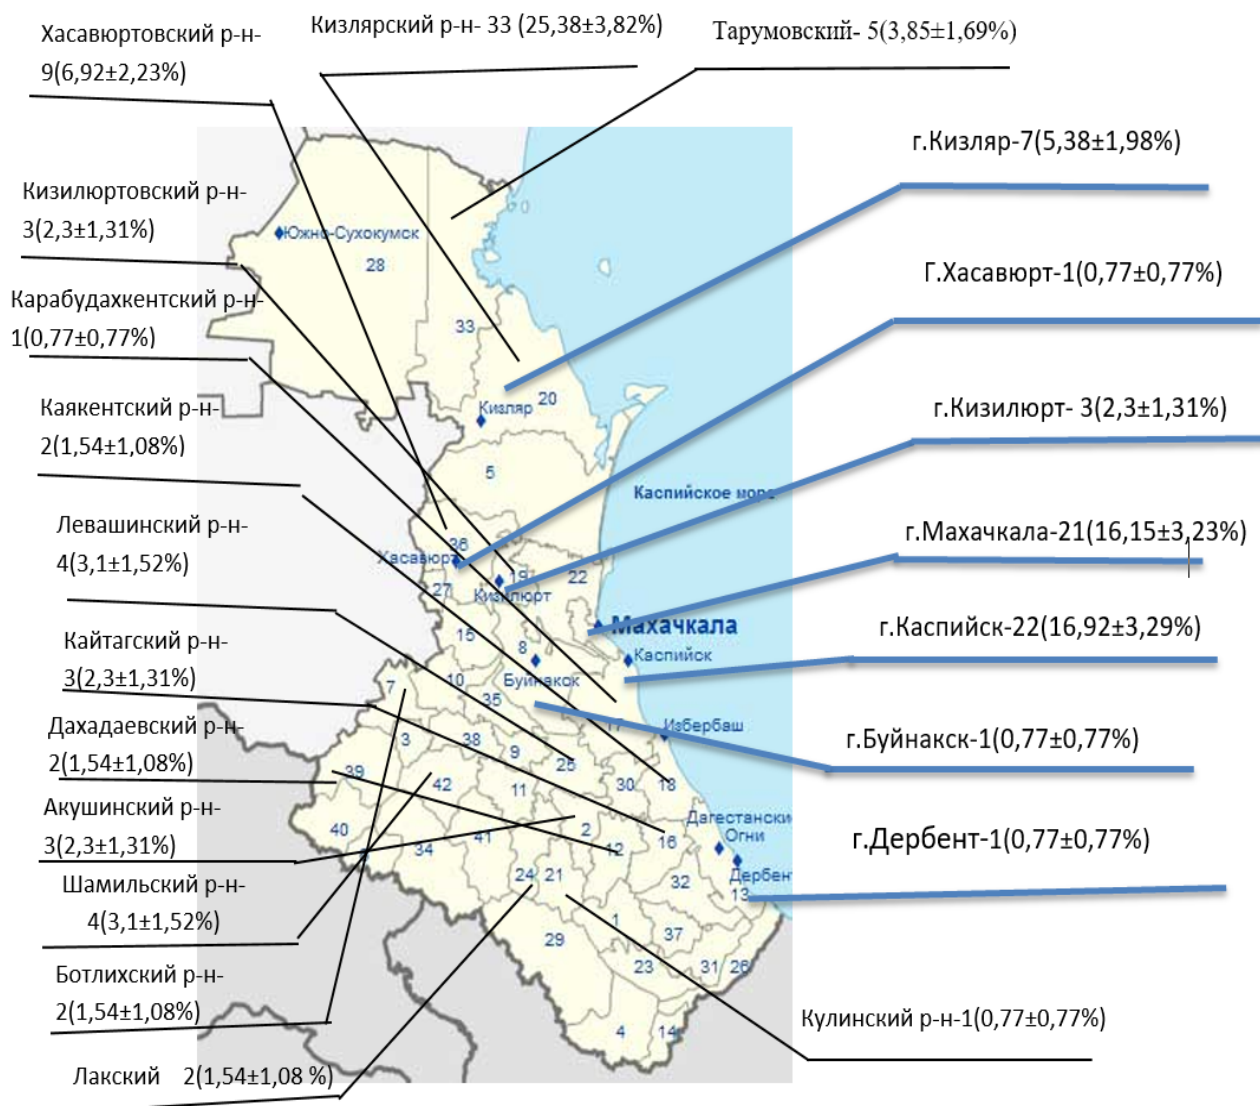 Хасавюртовский р-н-
9(6,92±2,23%)
Кизлярский р-н- 33 (25,38±3,82%)
Тарумовский- 5(3,85±1,69%)
г.Кизляр-7(5,38±1,98%)
Кизилюртовский р-н-
3(2,3±1,31%)
Г.Хасавюрт-1(0,77±0,77%)
Карабудахкентский р-н-
1(0,77±0,77%)
Каякентский р-н-
2(1,54±1,08%)
г.Кизилюрт- 3(2,3±1,31%)
Левашинский р-н-
4(3,1±1,52%)
г.Махачкала-21(16,15±3,23%)
Кайтагский р-н-
3(2,3±1,31%)
г.Каспийск-22(16,92±3,29%)
Дахадаевский р-н-
2(1,54±1,08%)
г.Буйнакск-1(0,77±0,77%)
Акушинский р-н-
3(2,3±1,31%)
г.Дербент-1(0,77±0,77%)
Шамильский р-н-
4(3,1±1,52%)
Ботлихский р-н-
2(1,54±1,08%)
Кулинский р-н-1(0,77±0,77%)
Лакский 2(1,54±1,08 %)
Южно-Сухокумск
28
33
20
Кизляр
5
Каспийское море
36
Хасавюрт
19
22
27
Кизилюрт
Махачкала
15
8
Каспийск
Буйнакск
7
10
35
17
Избербаш
3
38
9
25
39
42
11
30
18
Дагестанские
Огни
40
34
41
2
12
16
Дербент
13
24
21
32
1
29
37
23
31
26
4
14